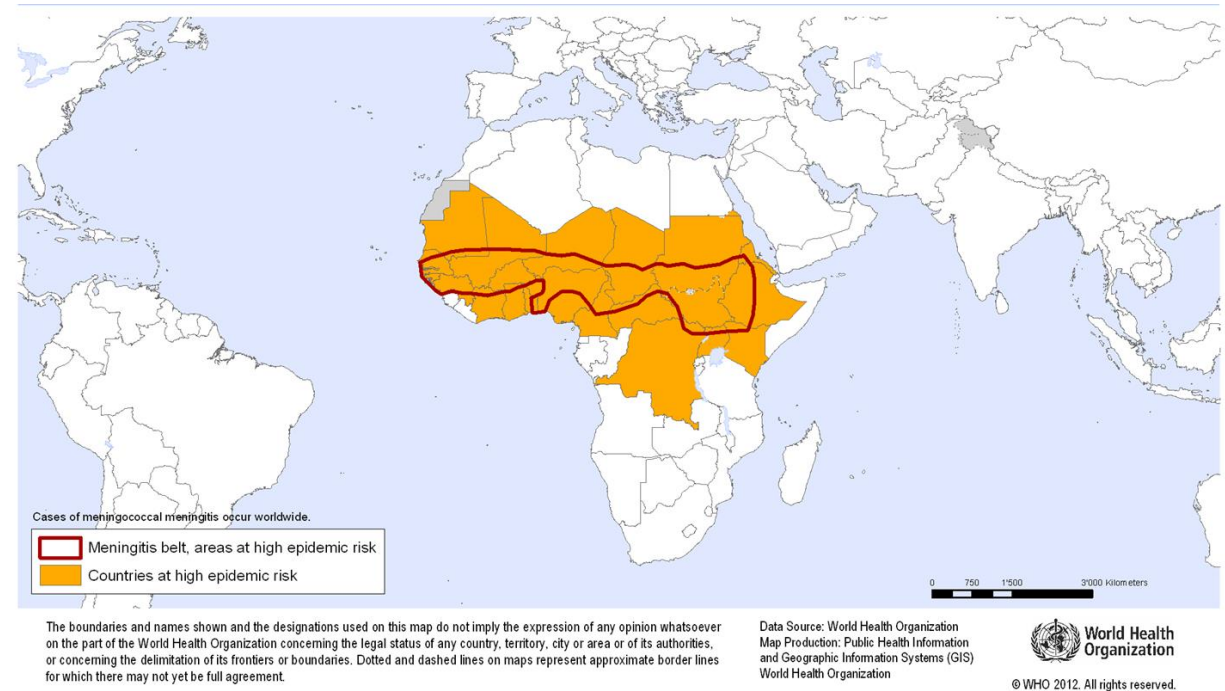 Cases of meningococcal meningitis occur worldwide.
Meningitis belt, areas at high epidemic risk
Countries at high epidemic risk
0 750 1'500 3'000 Kilometers
The boundaries and names shown and the designations used on this map do not imply the expression of any opinion whatsoever
on the part of the World Health Organization concerning the legal status of any country, territory, city or area or of its authorities,
or concerning the delimitation of its frontiers or boundaries. Dotted and dashed lines on maps represent approximate border lines
for which there may not yet be full agreement.
Data Source: World Health Organization
Map Production: Public Health Information
and Geographic Information Systems (GIS)
World Health Organization
World Health
Organization
© WHO 2012. All rights reserved.